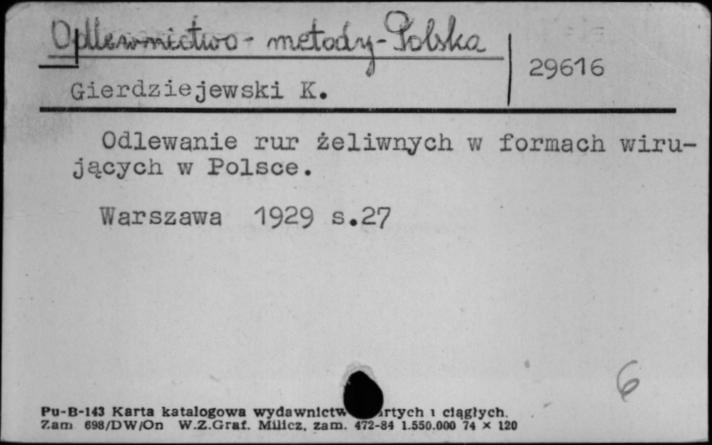 Odlewnictwo - metody - Polska
29616
Gierdziejewski K.
Odlewanie rur żeliwnych w formach wiru-
jących w Polsce.
Warszawa 1929 s.27
6
Pu-B-143 Karta katalogowa wydawnictw rtych i ciągłych.
Zam 698/DW/On W.Z.Graf. Milicz, zam. 472-84 1.550.000 74 × 120